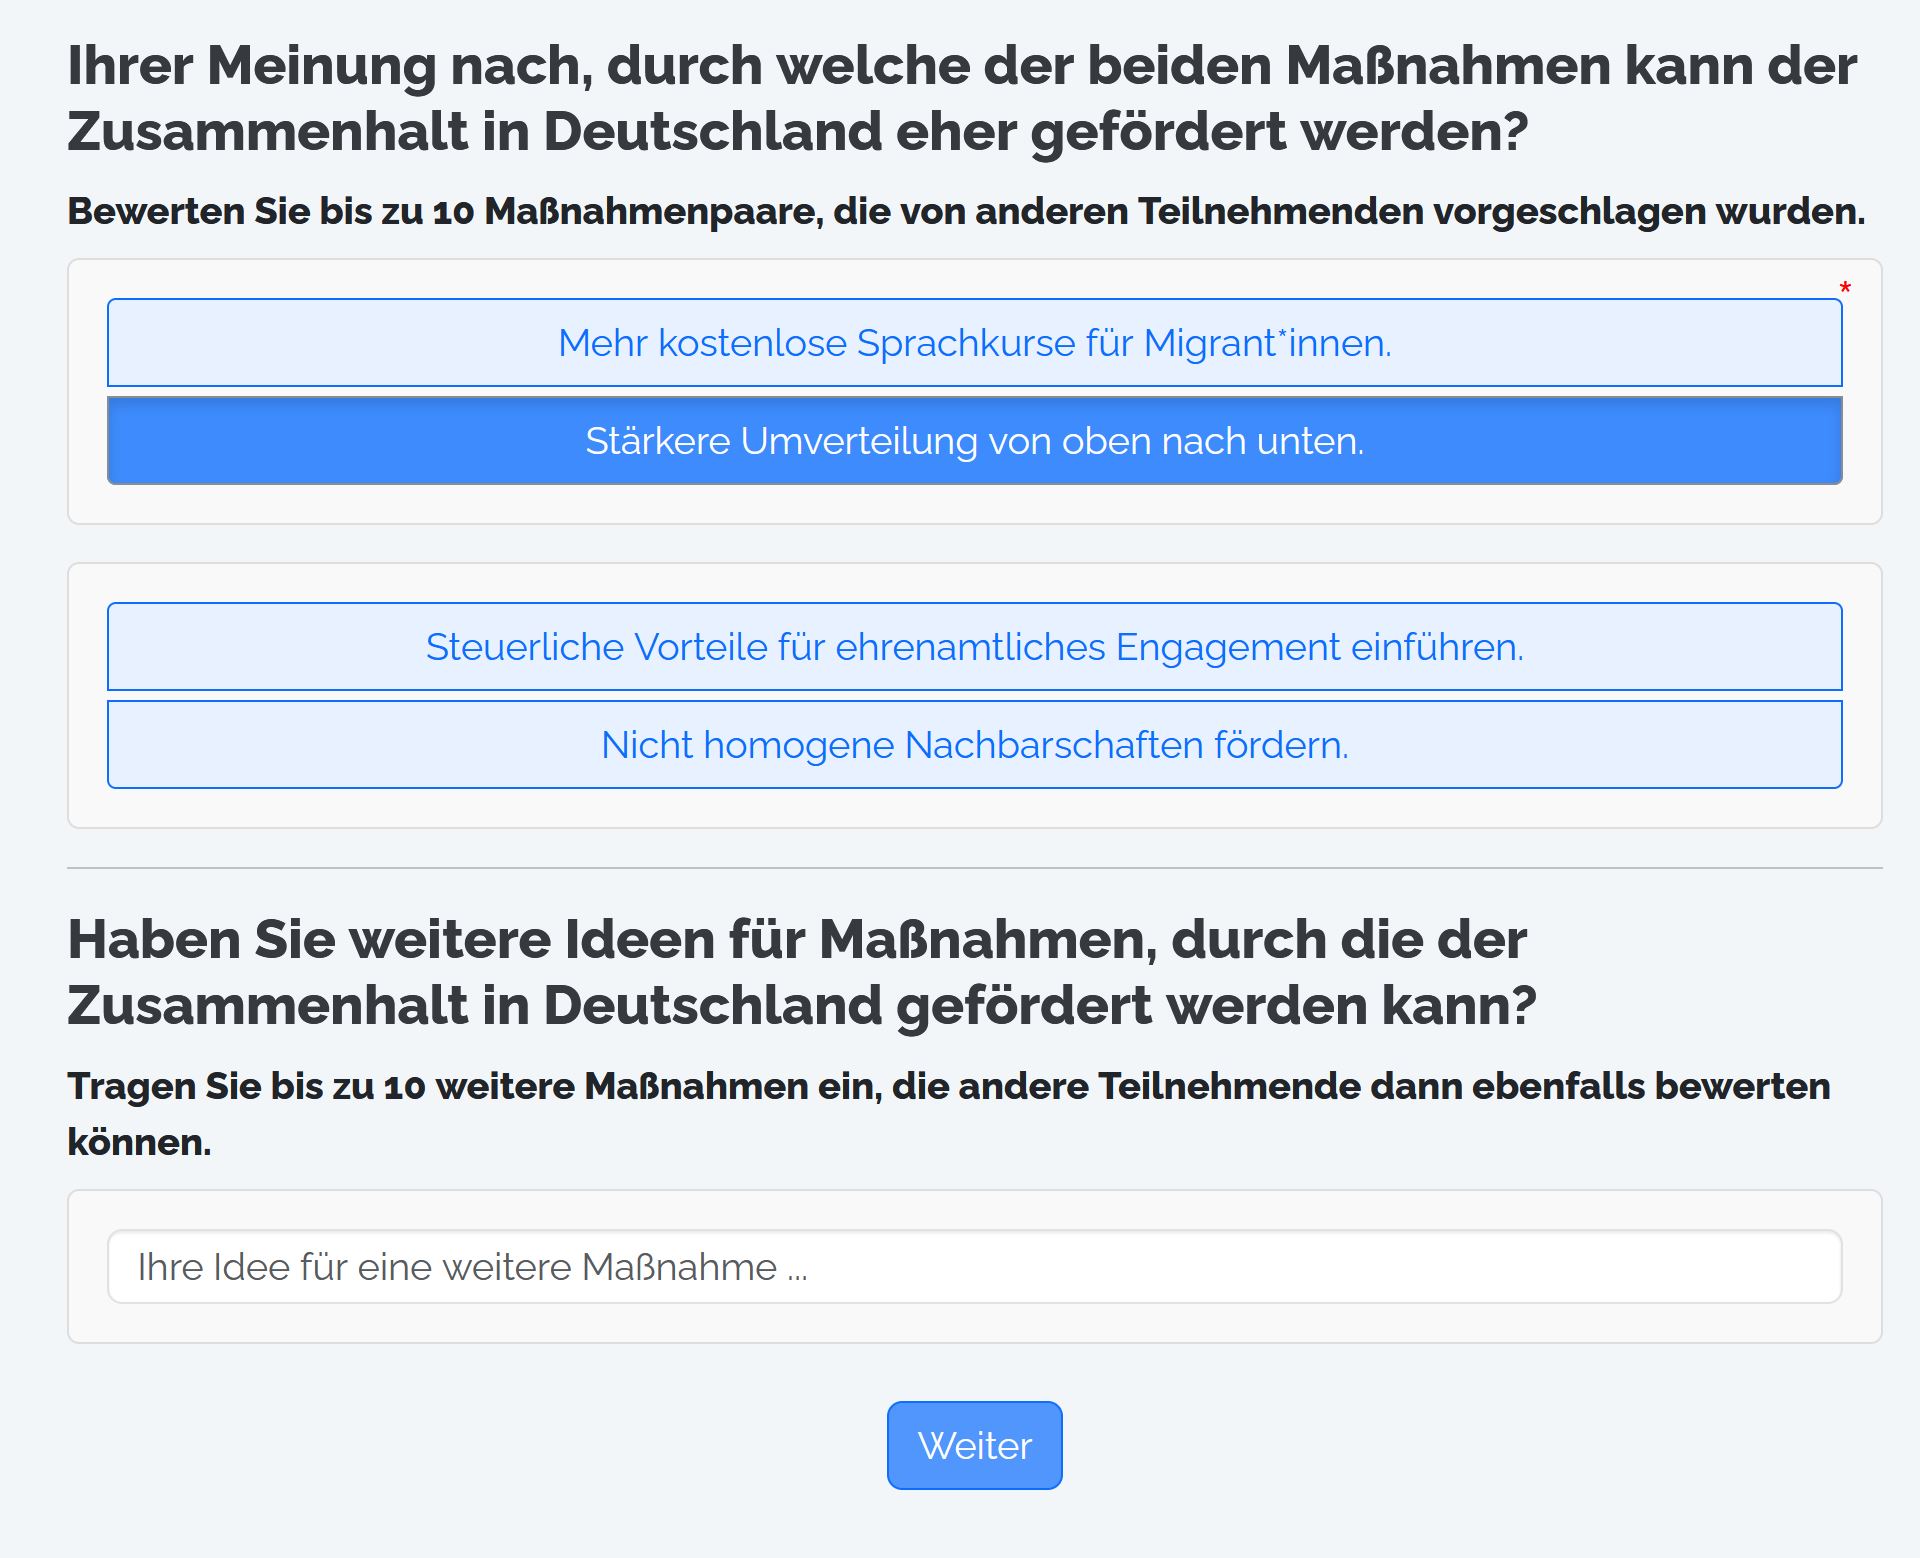 Ihrer Meinung nach, durch welche der beiden Maßnahmen kann der
Zusammenhalt in Deutschland eher gefördert werden?
Bewerten Sie bis zu 10 Maßnahmenpaare, die von anderen Teilnehmenden vorgeschlagen wurden.
*
Mehr kostenlose Sprachkurse für Migrant*innen.
Stärkere Umverteilung von oben nach unten.
Steuerliche Vorteile für ehrenamtliches Engagement einführen.
Nicht homogene Nachbarschaften fördern.
Haben Sie weitere Ideen für Maßnahmen, durch die der
Zusammenhalt in Deutschland gefördert werden kann?
Tragen Sie bis zu 10 weitere Maßnahmen ein, die andere Teilnehmende dann ebenfalls bewerten
können.
Ihre Idee für eine weitere Maßnahme ...
Weiter